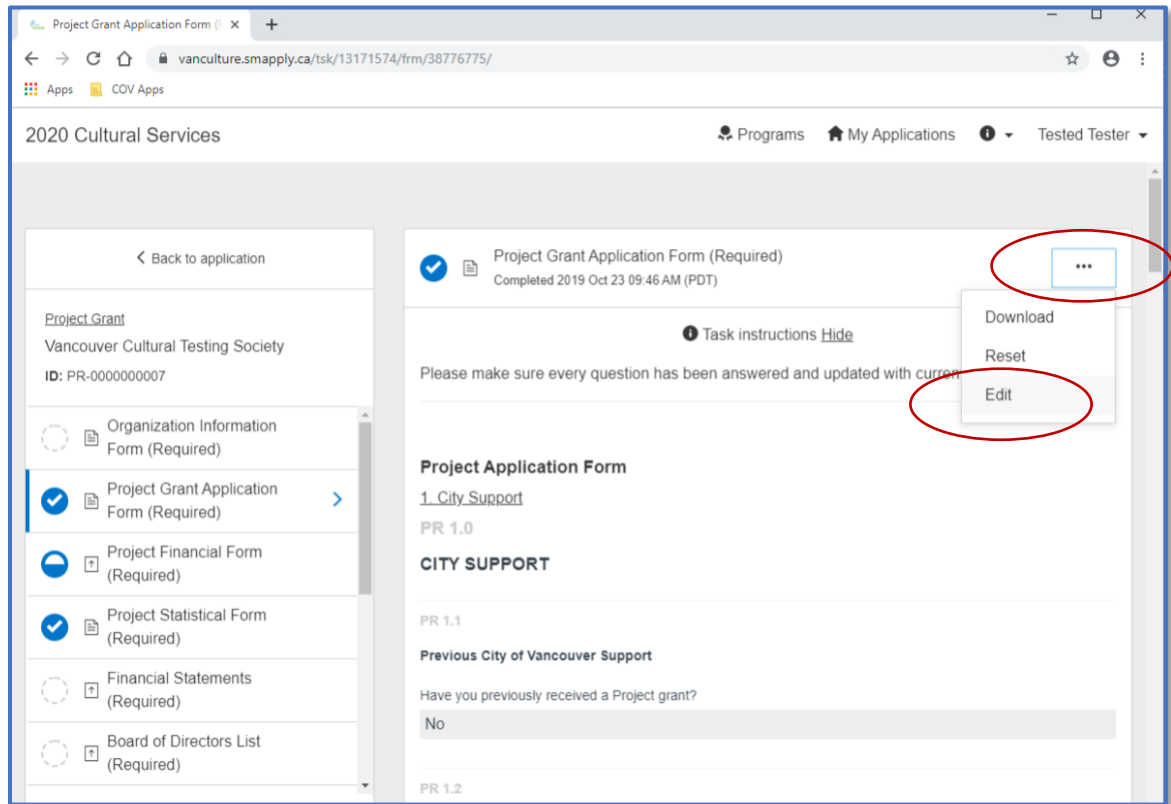 Project Grant Application Form (
vanculture.smapply.ca/tsk/13171574/frm/38776775/
Apps COV Apps
2020 Cultural Services
Programs My Applications Tested Tester
Back to application
Project Grant
Vancouver Cultural Testing Society
ID: PR-0000000007
Organization Information
Form (Required)
Project Grant Application
Form (Required)
Project Financial Form
(Required)
Project Statistical Form
(Required)
Financial Statements
(Required)
Board of Directors List
(Required)
Project Grant Application Form (Required)
Completed 2019 Oct 23 09:46 AM (PDT)
...
Download
Reset
Edit
Task instructions Hide
Please make sure every question has been answered and updated with curren
Project Application Form
1. City Support
PR 1.0
CITY SUPPORT
PR 1.1
Previous City of Vancouver Support
Have you previously received a Project grant?
No
PR 1.2